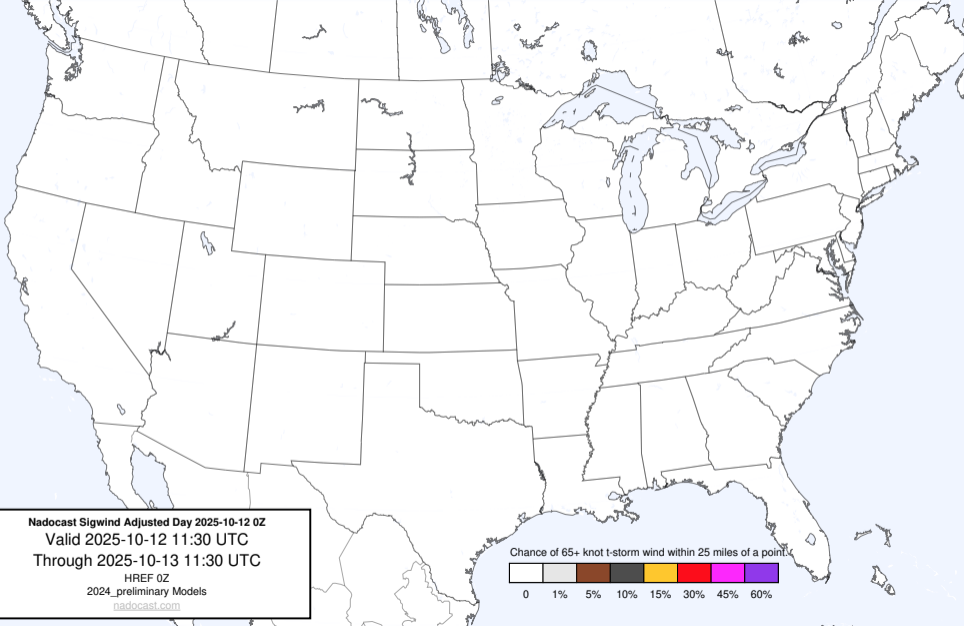 Nadocast Sigwind Adjusted Day 2025-10-12 0Z
Valid 2025-10-12 11:30 UTC
Through 2025-10-13 11:30 UTC
HREF 0Z
2024_preliminary Models
nadocast.com
Chance of 65+ knot t-storm wind within 25 miles of a point.
0 1% 5% 10% 15% 30% 45% 60%